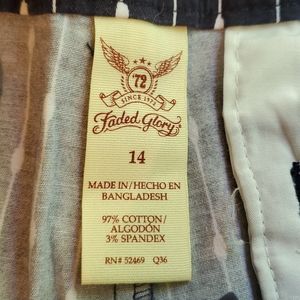 '72
SINCE 1972
Faded Glory
14
MADE IN/HECHO EN
BANGLADESH
97% COTTON/
ALGODÓN
3% SPANDEX
RN# 52469 Q36